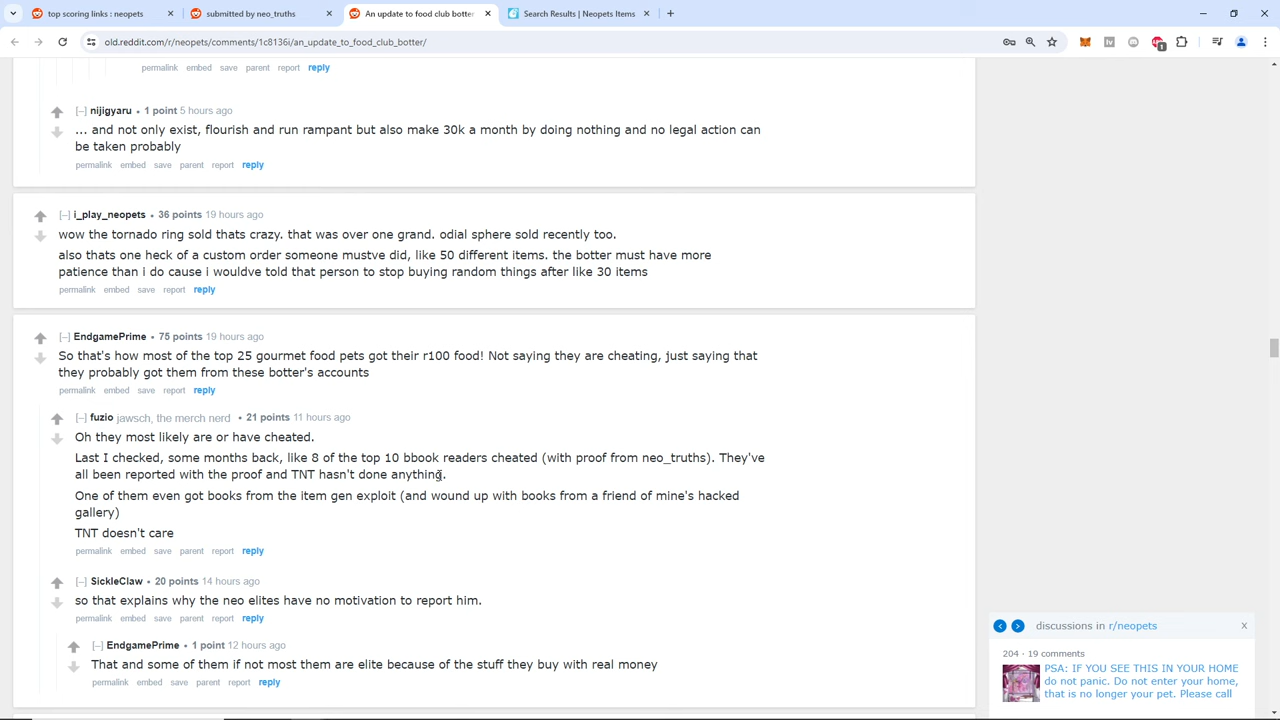 top scoring links : neopets
submitted by neo_truths
An update to food club botter
Search Results | Neopets Items
old.reddit.com/r/neopets/comments/1c8136i/an_update_to_food_club_botter/
1
permalink embed save parent report reply
[–] nijigyaru • 1 point 5 hours ago
... and not only exist, flourish and run rampant but also make 30k a month by doing nothing and no legal action can
be taken probably
permalink embed save parent report reply
[–] i_play_neopets • 36 points 19 hours ago
wow the tornado ring sold thats crazy. that was over one grand. odial sphere sold recently too.
also thats one heck of a custom order someone mustve did, like 50 different items. the botter must have more
patience than i do cause i wouldve told that person to stop buying random things after like 30 items
permalink embed save report reply
[–] EndgamePrime • 75 points 19 hours ago
So that's how most of the top 25 gourmet food pets got their r100 food! Not saying they are cheating, just saying that
they probably got them from these botter's accounts
permalink embed save report reply
[–] fuzio jawsch, the merch nerd • 21 points 11 hours ago
Oh they most likely are or have cheated.
Last I checked, some months back, like 8 of the top 10 bbook readers cheated (with proof from neo_truths). They've
all been reported with the proof and TNT hasn't done anything.
One of them even got books from the item gen exploit (and wound up with books from a friend of mine's hacked
gallery)
TNT doesn't care
permalink embed save parent report reply
[–] SickleClaw • 20 points 14 hours ago
so that explains why the neo elites have no motivation to report him.
permalink embed save parent report reply
[–] EndgamePrime • 1 point 12 hours ago
That and some of them if not most them are elite because of the stuff they buy with real money
permalink embed save parent report reply
discussions in r/neopets X
204 · 19 comments
PSA: IF YOU SEE THIS IN YOUR HOME
do not panic. Do not enter your home,
that is no longer your pet. Please call